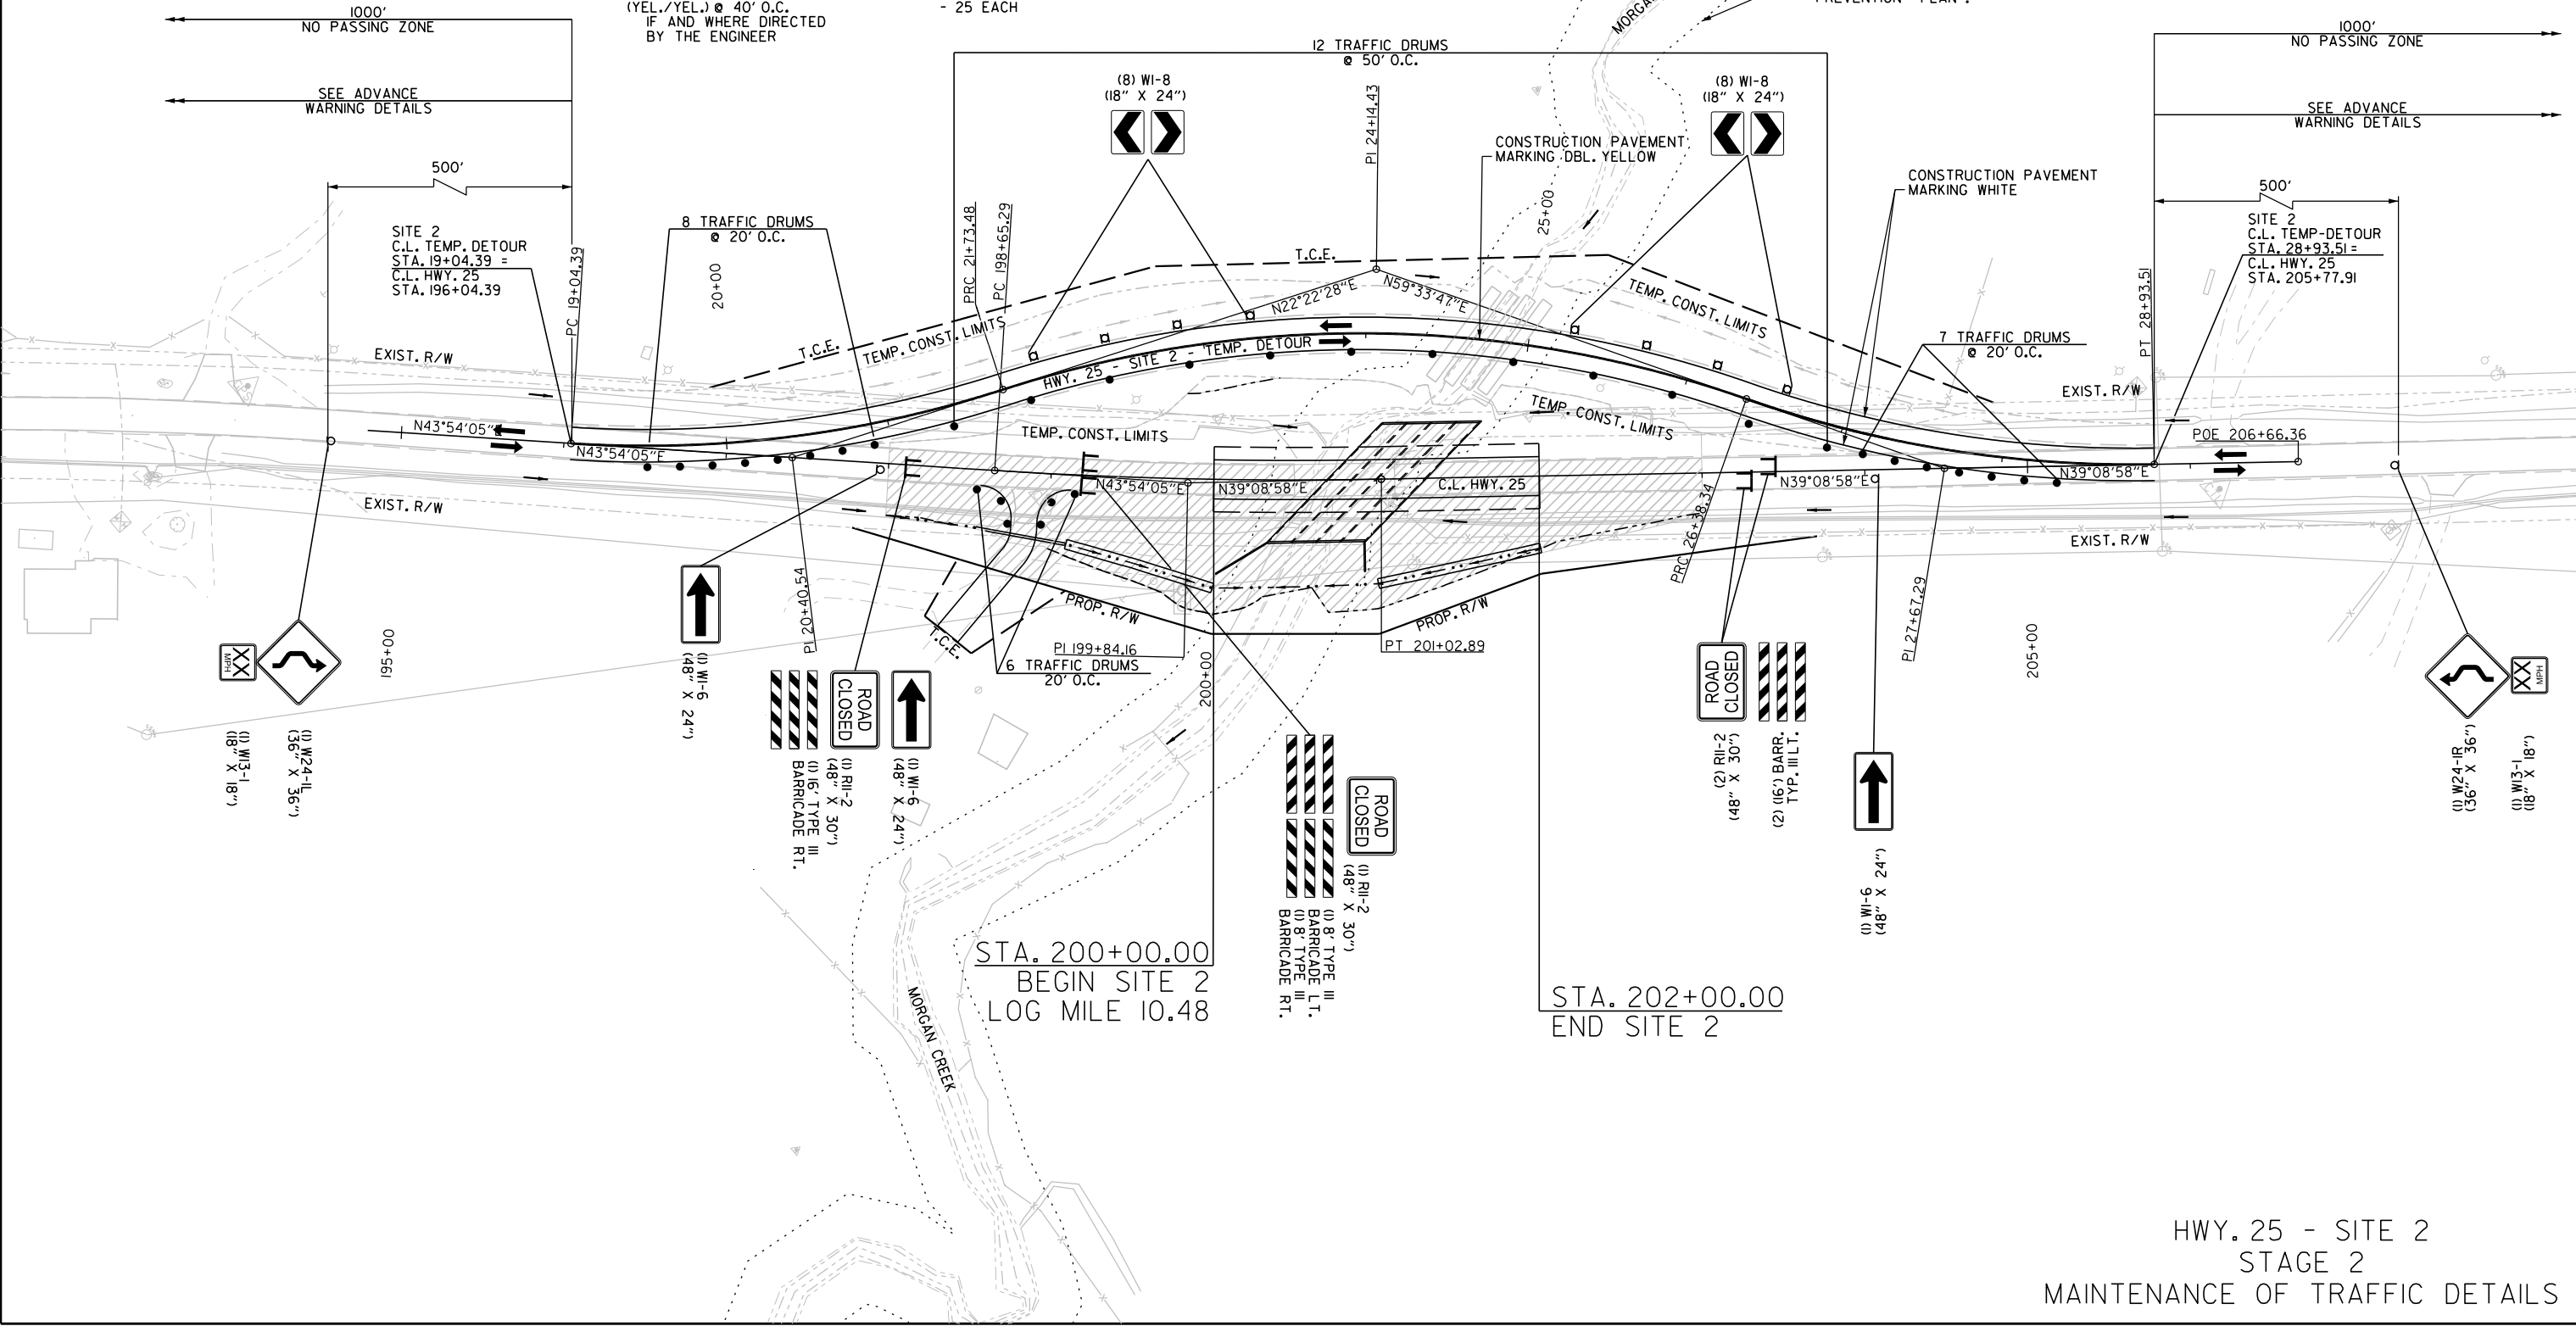 (YEL./YEL.) @ 40' O.C.
IF AND WHERE DIRECTED
BY THE ENGINEER
- 25 EACH
MORGAN
PREVENTION PLAN".
1000'
NO PASSING ZONE
SEE ADVANCE
WARNING DETAILS
500'
12 TRAFFIC DRUMS
@ 50' O.C.
(8) W1-8
(18" X 24")
(8) W1-8
(18" X 24")
PI 24+14.43
CONSTRUCTION PAVEMENT
MARKING DBL. YELLOW
CONSTRUCTION PAVEMENT
MARKING WHITE
1000'
NO PASSING ZONE
SEE ADVANCE
WARNING DETAILS
500'
SITE 2
C.L. TEMP. DETOUR
STA. 19+04.39 =
C.L. HWY. 25
STA. 196+04.39
PC 19+04.39
8 TRAFFIC DRUMS
@ 20' O.C.
20+00
PRC 21+73.48
PC 198+65.29
25+00
T.C.E.
N22°22'28"E
N59°33'47"E
TEMP. CONST. LIMITS
TEMP. CONST. LIMITS
T.C.E.
HWY. 25 - SITE 2 - TEMP. DETOUR
7 TRAFFIC DRUMS
@ 20' O.C.
PT 28+93.51
SITE 2
C.L. TEMP-DETOUR
STA. 28+93.51 =
C.L. HWY. 25
STA. 205+77.91
EXIST. R/W
EXIST. R/W
N43°54'05"E
N43°54'05"E
TEMP. CONST. LIMITS
TEMP. CONST. LIMITS
POE 206+66.36
N43°54'05"E
N39°08'58"E
C.L. HWY. 25
N39°08'58"E
N39°08'58"E
EXIST. R/W
EXIST. R/W
PRC 26+38.34
PI 20+40.54
PI 27+67.29
PROP. R/W
PROP. R/W
T.C.E.
PI 199+84.16
PT 201+02.89
6 TRAFFIC DRUMS
20' O.C.
195+00
200+00
205+00
XX
MPH
(1) W13-1
(18" X 18")
(1) W24-1L
(36" X 36")
(1) W1-6
(48" X 24")
(1) 16' TYPE III
BARRICADE RT.
ROAD
CLOSED
(1) R11-2
(48" X 30")
(1) W1-6
(48" X 24")
ROAD
CLOSED
(1) R11-2
(48" X 30")
(1) 8' TYPE III
BARRICADE LT.
(1) 8' TYPE III
BARRICADE RT.
ROAD
CLOSED
(2) R11-2
(48" X 30")
(2) (16') BARR.
TYP. III LT.
(1) W1-6
(48" X 24")
(1) W24-1R
(36" X 36")
XX
MPH
(1) W13-1
(18" X 18")
STA. 200+00.00
BEGIN SITE 2
LOG MILE 10.48
STA. 202+00.00
END SITE 2
MORGAN CREEK
HWY. 25 - SITE 2
STAGE 2
MAINTENANCE OF TRAFFIC DETAILS